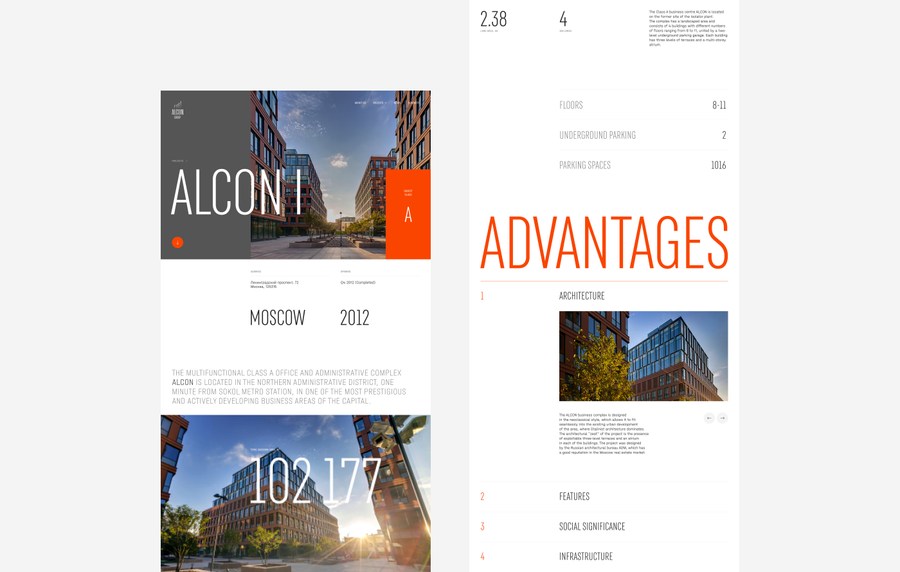 ALCON
ALCON I
A
Ленинградский проспект, 72
Москва, 125315
MOSCOW
2012
THE MULTIFUNCTIONAL CLASS A OFFICE AND ADMINISTRATIVE COMPLEX
ALCON IS LOCATED IN THE NORTHERN ADMINISTRATIVE DISTRICT, ONE
MINUTE FROM SOKOL METRO STATION, IN ONE OF THE MOST PRESTIGIOUS
AND ACTIVELY DEVELOPING BUSINESS AREAS OF THE CAPITAL.
102 177
2.38
4
The Class A business centre ALCON is located
on the former site of the Isolator plant.
The complex has a landscaped area and
consists of 4 buildings with different numbers
of floors ranging from 8 to 11, united by a two-
level underground parking garage. Each building
has three levels of terraces and a multi-storey
atrium.
FLOORS 8-11
UNDERGROUND PARKING 2
PARKING SPACES 1016
ADVANTAGES
1 ARCHITECTURE
The ALCON business complex is designed
in the neoclassical style, which allows it to fit
seamlessly into the existing urban development
of the area, where Stalinist architecture dominates.
The architectural "zest" of the project is the presence
of sustainable three-level terraces and an atrium
in each of the buildings. The project was designed
by the Russian architectural bureau ADM, which has
a good reputation in the Moscow real estate market.
2 FEATURES
3 SOCIAL SIGNIFICANCE
4 INFRASTRUCTURE